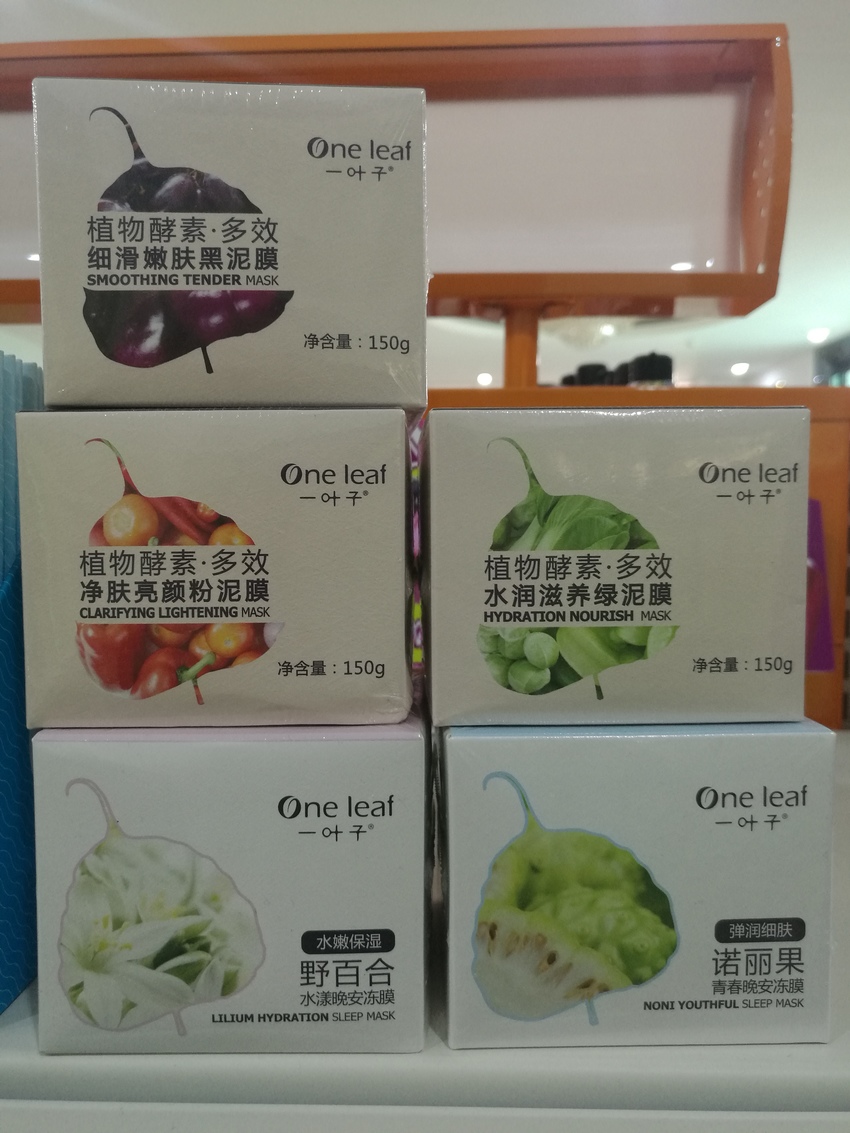 One leaf
一叶子®
植物酵素·多效
细滑嫩肤黑泥膜
SMOOTHING TENDER MASK
净含量：150g
One leaf
一叶子®
植物酵素·多效
净肤亮颜粉泥膜
CLARIFYING LIGHTENING MASK
净含量：150g
One leaf
一叶子®
植物酵素·多效
水润滋养绿泥膜
HYDRATION NOURISH MASK
净含量：150g
One leaf
一叶子®
水嫩保湿
野百合
水漾晚安冻膜
LILIUM HYDRATION SLEEP MASK
One leaf
一叶子®
弹润细肤
诺丽果
青春晚安冻膜
NONI YOUTHFUL SLEEP MASK